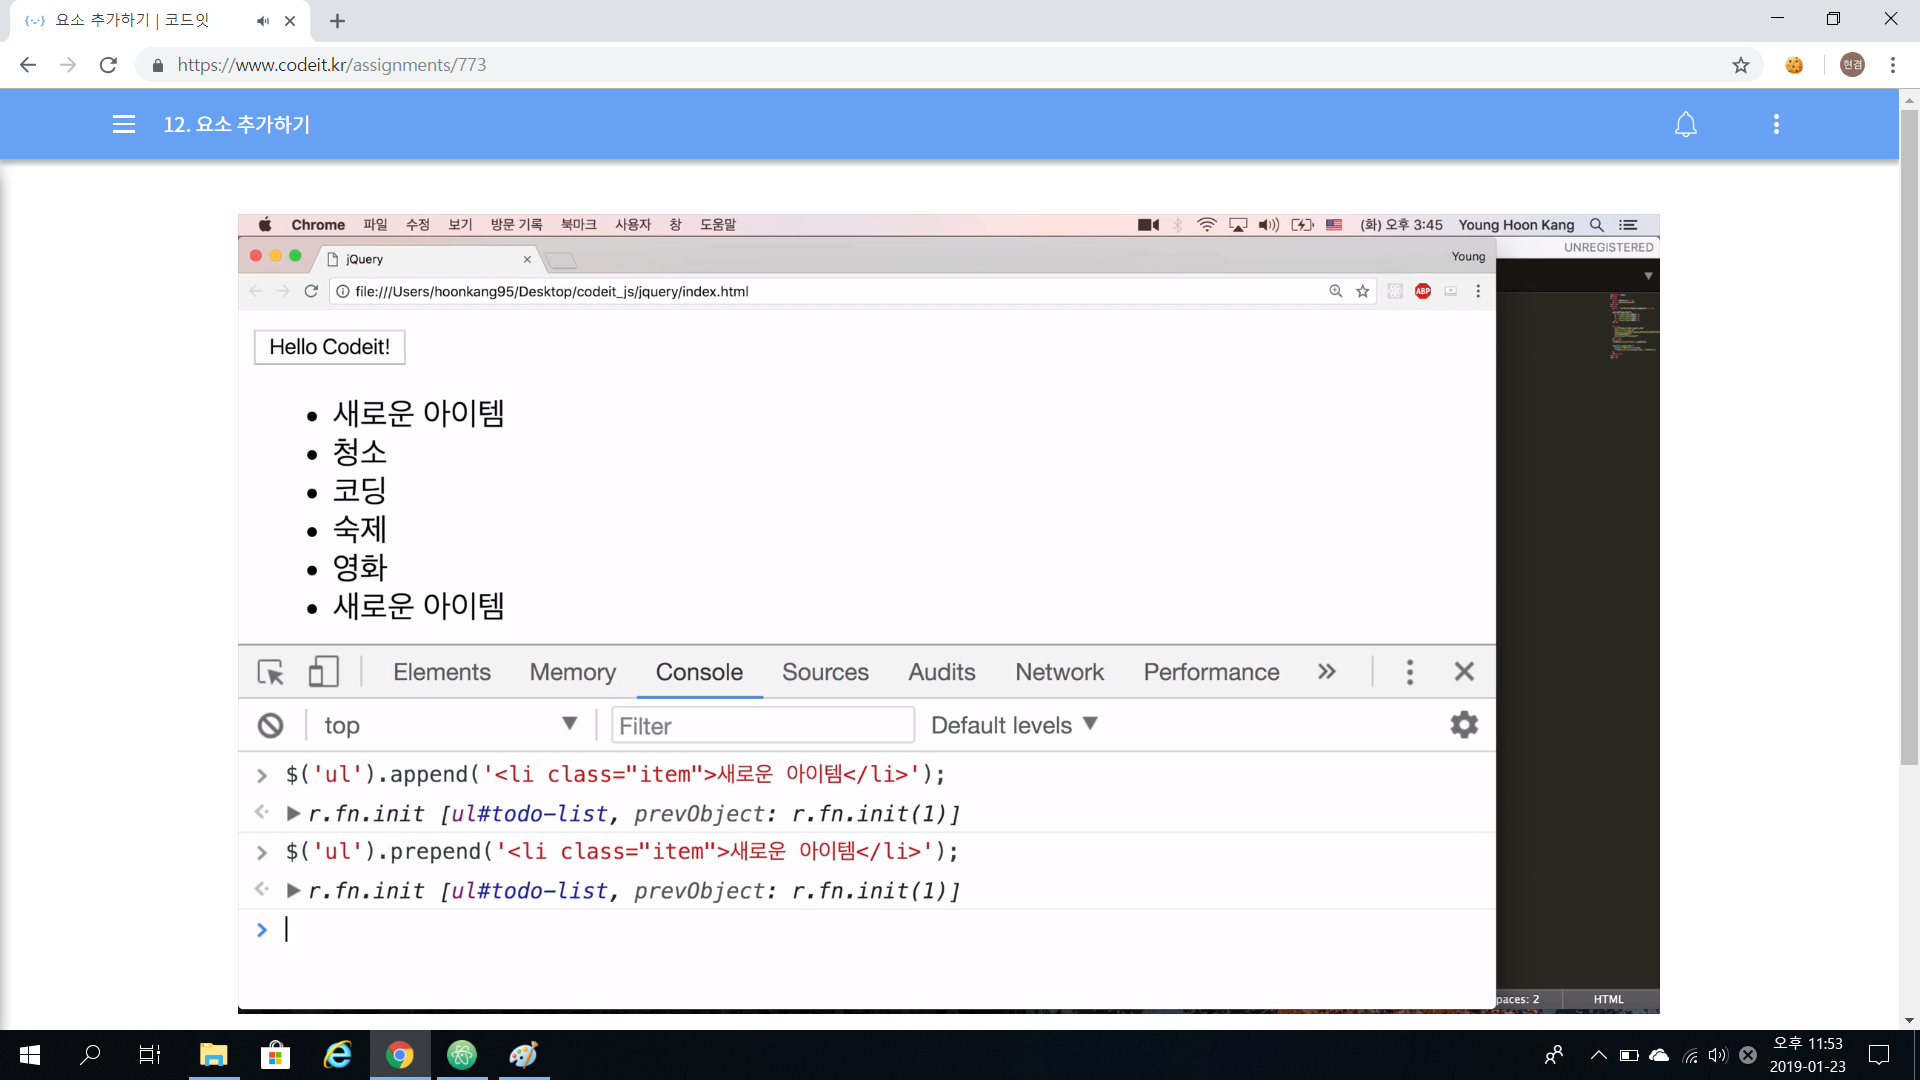 요소 추가하기 | 코드잇
https://www.codeit.kr/assignments/773
현겸
12. 요소 추가하기
Chrome 파일 수정 보기 방문 기록 북마크 사용자 창 도움말 (화) 오후 3:45 Young Hoon Kang
UNREGISTERED
jQuery
Young
file:///Users/hoonkang95/Desktop/codeit_js/jquery/index.html
ABP
Hello Codeit!
• 새로운 아이템
• 청소
• 코딩
• 숙제
• 영화
• 새로운 아이템
Elements Memory Console Sources Audits Network Performance
top Filter Default levels
$('ul').append('<li class="item">새로운 아이템</li>');
r.fn.init [ul#todo-list, prevObject: r.fn.init(1)]
$('ul').prepend('<li class="item">새로운 아이템</li>');
r.fn.init [ul#todo-list, prevObject: r.fn.init(1)]
paces: 2 HTML
오후 11:53
2019-01-23